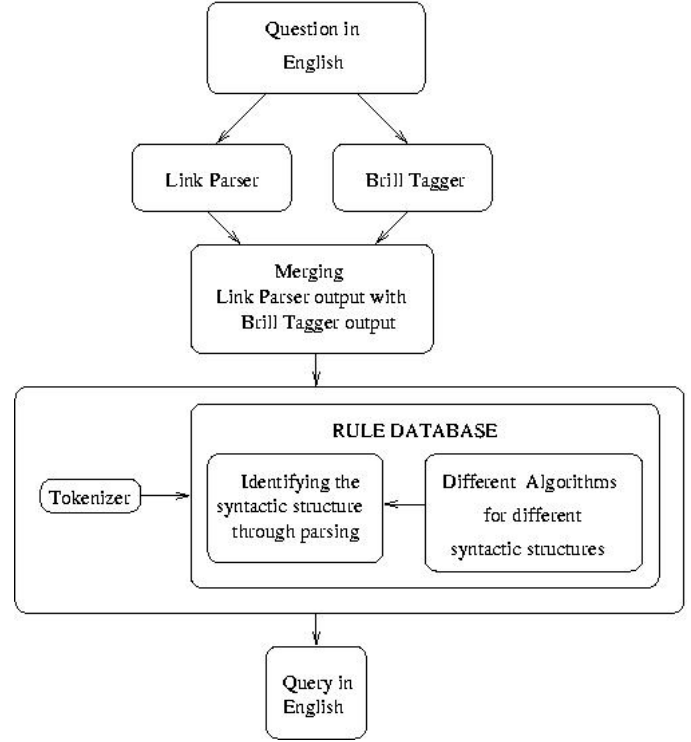 Question in
English
Link Parser
Brill Tagger
Merging
Link Parser output with
Brill Tagger output
RULE DATABASE
Tokenizer
Identifying the
syntactic structure
through parsing
Different Algorithms
for different
syntactic structures
Query in
English